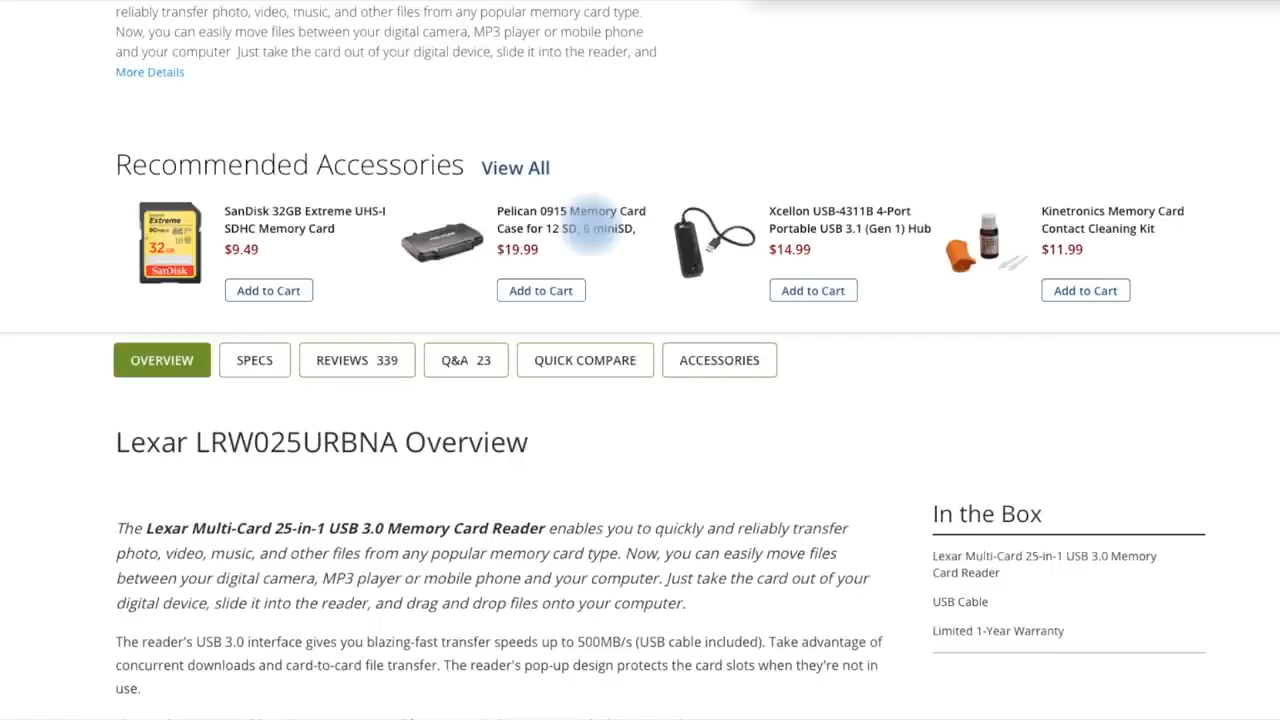 reliably transfer photo, video, music, and other files from any popular memory card type.
Now, you can easily move files between your digital camera, MP3 player or mobile phone
and your computer Just take the card out of your digital device, slide it into the reader, and
More Details
Recommended Accessories View All
SanDisk 32GB Extreme UHS-I
SDHC Memory Card
$9.49
Add to Cart
Extreme
32
SanDisk
Pelican 0915 Memory Card
Case for 12 SD, 6 miniSD,
$19.99
Add to Cart
Xcellon USB-4311B 4-Port
Portable USB 3.1 (Gen 1) Hub
$14.99
Add to Cart
Kinetronics Memory Card
Contact Cleaning Kit
$11.99
Add to Cart
OVERVIEW SPECS REVIEWS 339 Q&A 23 QUICK COMPARE ACCESSORIES
Lexar LRW025URBNA Overview
The Lexar Multi-Card 25-in-1 USB 3.0 Memory Card Reader enables you to quickly and reliably transfer
photo, video, music, and other files from any popular memory card type. Now, you can easily move files
between your digital camera, MP3 player or mobile phone and your computer. Just take the card out of your
digital device, slide it into the reader, and drag and drop files onto your computer.
The reader's USB 3.0 interface gives you blazing-fast transfer speeds up to 500MB/s (USB cable included). Take advantage of
concurrent downloads and card-to-card file transfer. The reader's pop-up design protects the card slots when they're not in
use.
In the Box
Lexar Multi-Card 25-in-1 USB 3.0 Memory
Card Reader
USB Cable
Limited 1-Year Warranty